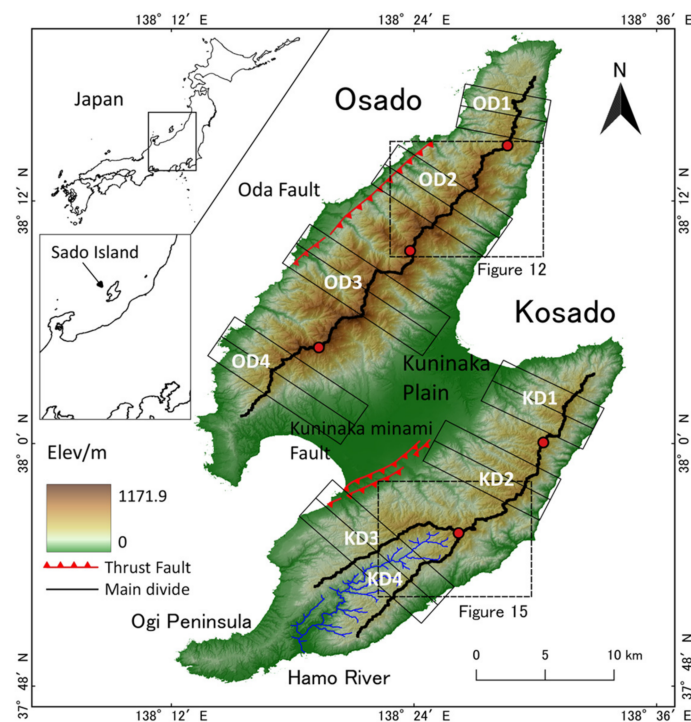 138° 12′ E
138° 24′ E
138° 36′ E
Japan
Osado
N
OD1
OD2
Oda Fault
38° 12′ N
38° 12′ N
Sado Island
Figure 12
OD3
Kosado
OD4
Kuninaka
Plain
KD1
Kuninaka minami
Fault
38° 0′ N
38° 0′ N
Elev/m
KD2
1171.9
0
KD3
Thrust Fault
KD4
Main divide
Figure 15
Ogi Peninsula
Hamo River
0
5
10 km
37° 48′ N
37° 48′ N
138° 12′ E
138° 24′ E
138° 36′ E